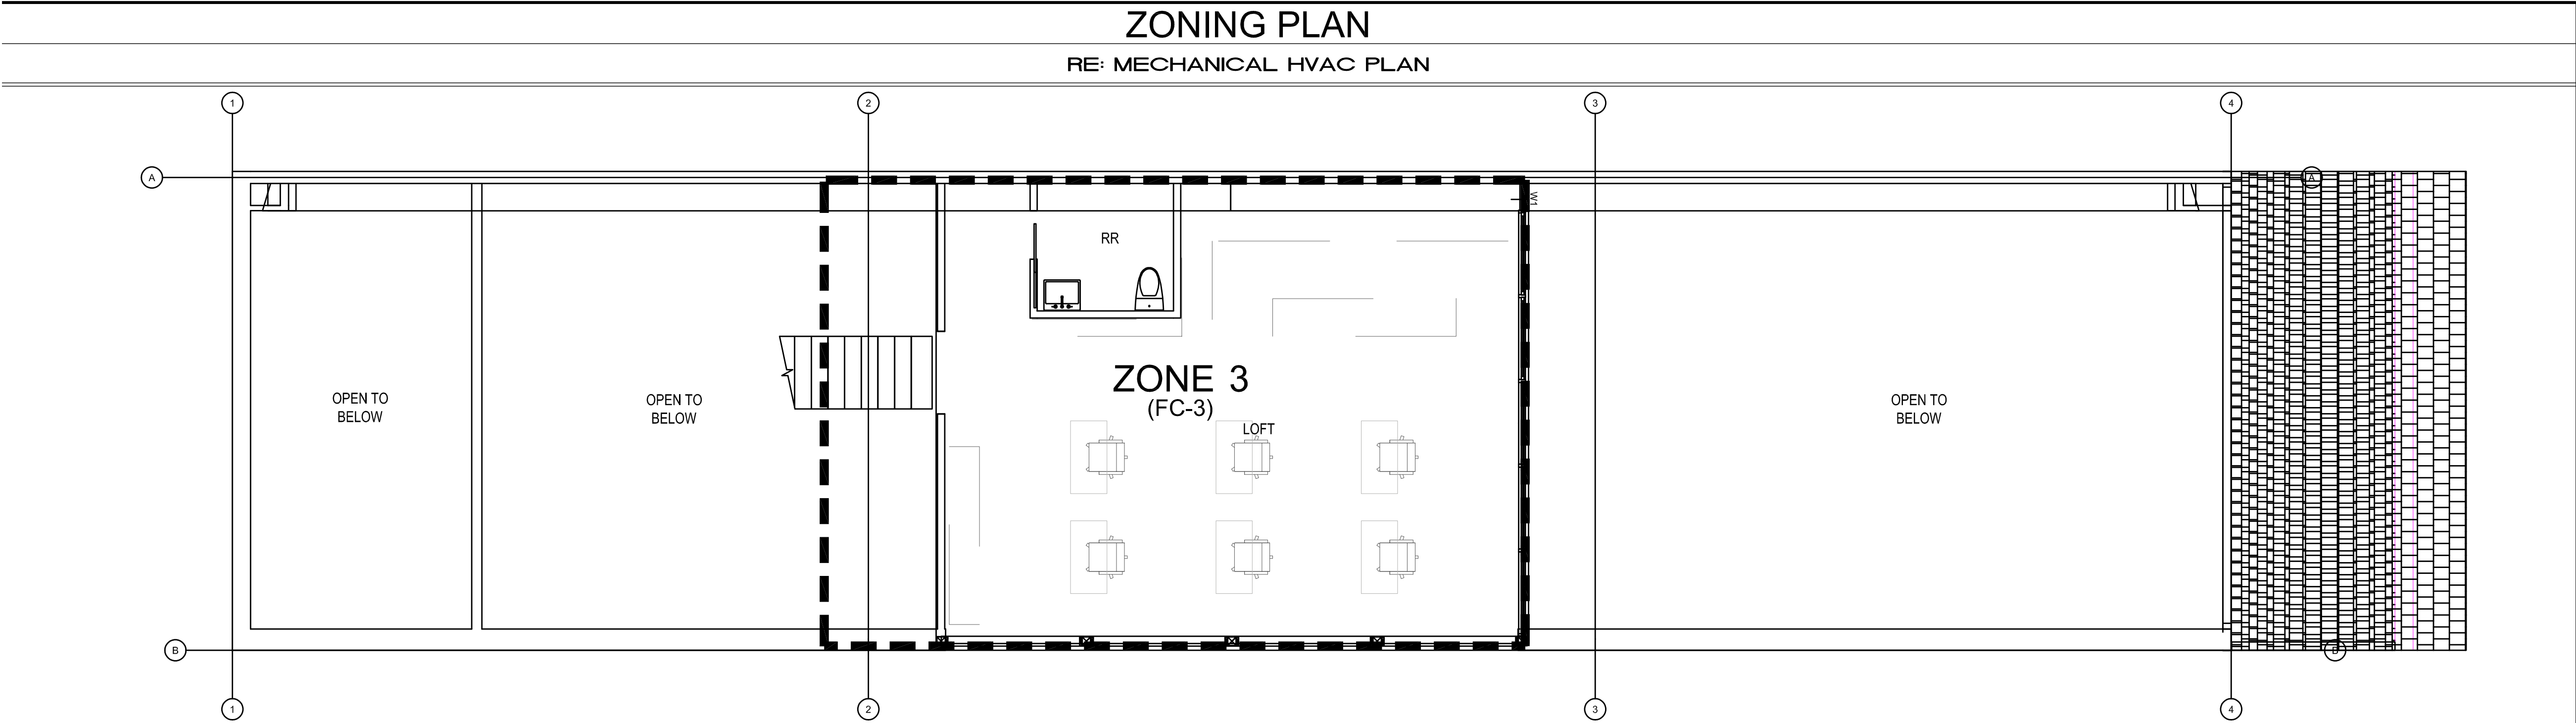 ZONING PLAN
RE: MECHANICAL HVAC PLAN
1
2
3
4
A
A
W1
RR
ZONE 3
(FC-3)
OPEN TO
BELOW
OPEN TO
BELOW
OPEN TO
BELOW
LOFT
B
1
2
3
4